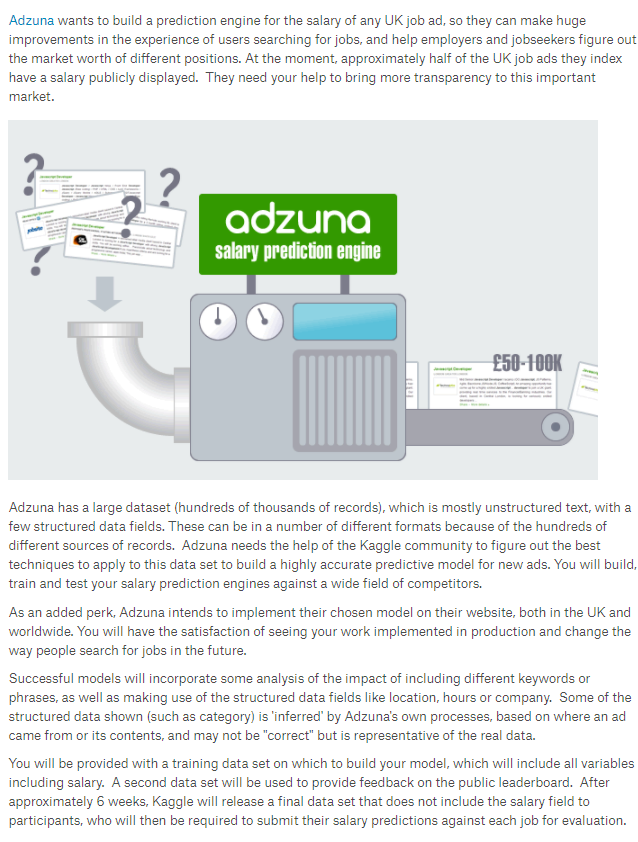 Adzuna wants to build a prediction engine for the salary of any UK job ad, so they can make huge
improvements in the experience of users searching for jobs, and help employers and jobseekers figure out
the market worth of different positions. At the moment, approximately half of the UK job ads they index
have a salary publicly displayed.  They need your help to bring more transparency to this important
market.
?
?
?
?
adzuna
salary prediction engine
£50-100K
Adzuna has a large dataset (hundreds of thousands of records), which is mostly unstructured text, with a
few structured data fields. These can be in a number of different formats because of the hundreds of
different sources of records.  Adzuna needs the help of the Kaggle community to figure out the best
techniques to apply to this data set to build a highly accurate predictive model for new ads. You will build,
train and test your salary prediction engines against a wide field of competitors.
As an added perk, Adzuna intends to implement their chosen model on their website, both in the UK and
worldwide. You will have the satisfaction of seeing your work implemented in production and change the
way people search for jobs in the future.
Successful models will incorporate some analysis of the impact of including different keywords or
phrases, as well as making use of the structured data fields like location, hours or company.  Some of the
structured data shown (such as category) is 'inferred' by Adzuna's own processes, based on where an ad
came from or its contents, and may not be "correct" but is representative of the real data.
You will be provided with a training data set on which to build your model, which will include all variables
including salary.  A second data set will be used to provide feedback on the public leaderboard.  After
approximately 6 weeks, Kaggle will release a final data set that does not include the salary field to
participants, who will then be required to submit their salary predictions against each job for evaluation.